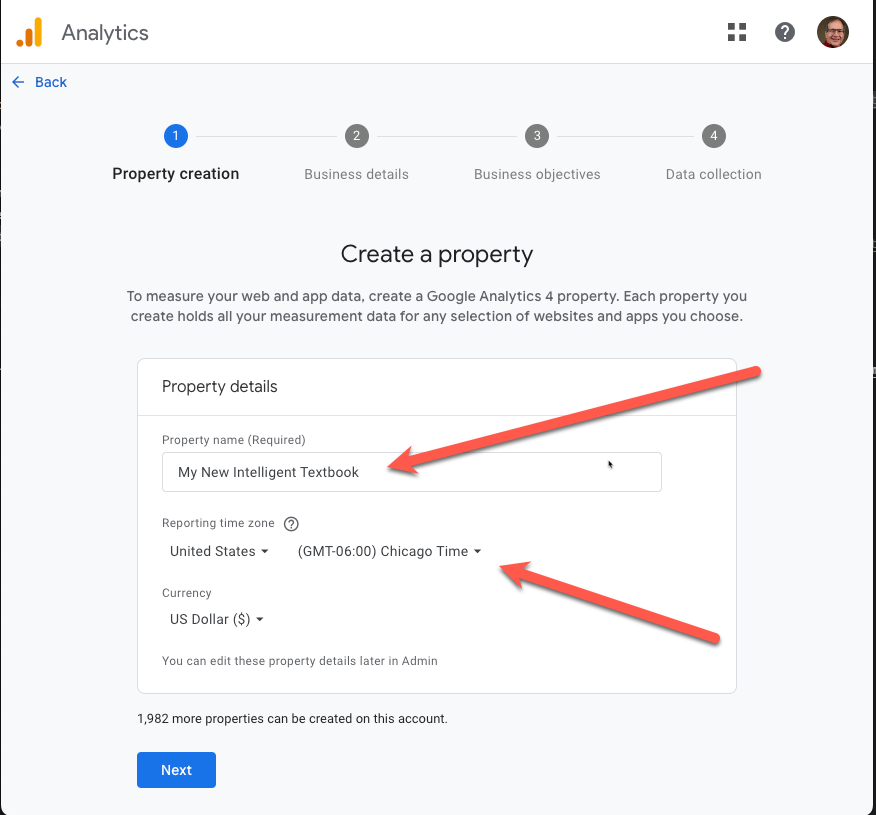 Analytics
Back
1
2
3
4
Property creation
Business details
Business objectives
Data collection
Create a property
To measure your web and app data, create a Google Analytics 4 property. Each property you
create holds all your measurement data for any selection of websites and apps you choose.
Property details
Property name (Required)
My New Intelligent Textbook
Reporting time zone ?
United States (GMT-06:00) Chicago Time
Currency
US Dollar ($)
You can edit these property details later in Admin
1,982 more properties can be created on this account.
Next